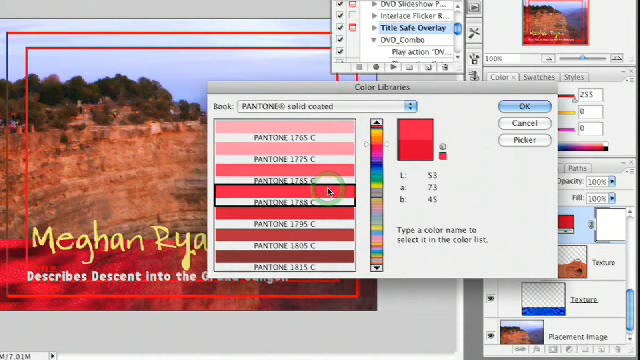 DVD Slideshow P...
Interlace Flicker R...
Title Safe Overlay
DVD_Combo
Play action "DV...
100%
Color × Swatches Styles
255
0
0
Color Libraries
Book: PANTONE® solid coated
OK
Cancel
Picker
PANTONE 1765 C
PANTONE 1775 C
PANTONE 1785 C
PANTONE 1788 C
PANTONE 1795 C
PANTONE 1805 C
PANTONE 1815 C
L: 53
a: 73
b: 45
Type a color name to
select it in the color list.
Paths
Opacity: 100%
Fill: 100%
Texture
Texture
Placement Image
Meghan Rya
Describes Descent into the Grand Canyon
/7.01M